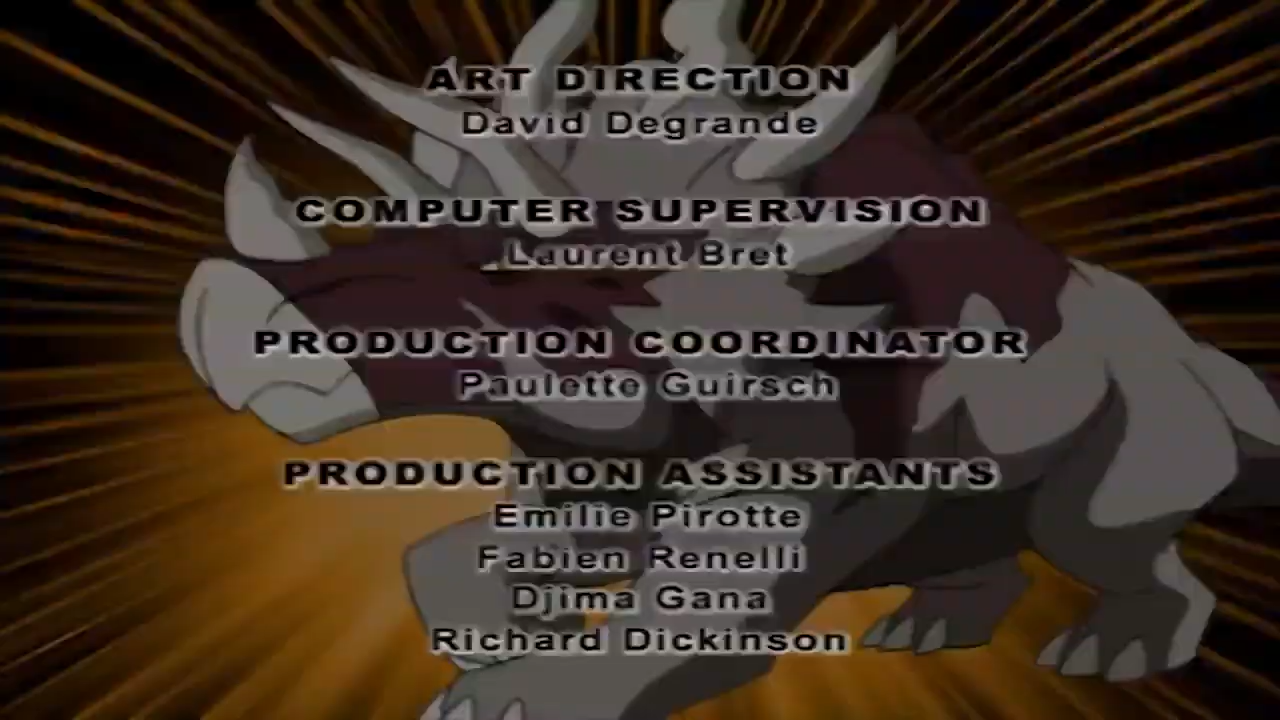 ART DIRECTION
David Degrande
COMPUTER SUPERVISION
Laurent Bret
PRODUCTION COORDINATOR
Paulette Guirsch
PRODUCTION ASSISTANTS
Emilie Pirotte
Fabien Renelli
Djima Gana
Richard Dickinson